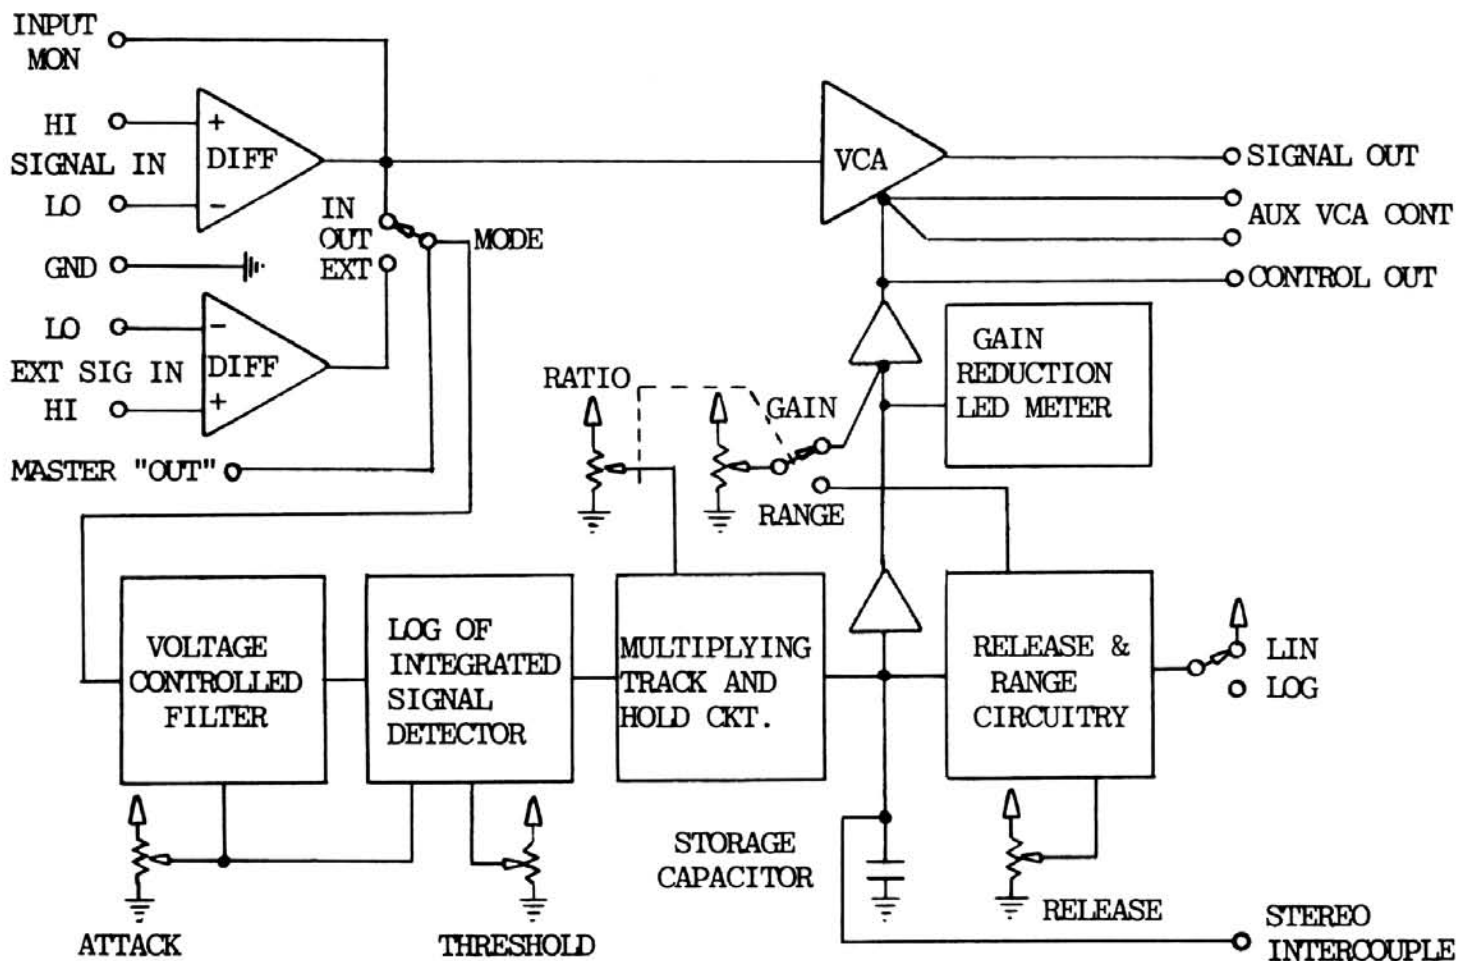 INPUT
MON
HI
+
SIGNAL IN
DIFF
LO
-
GND
LO
-
EXT SIG IN
DIFF
HI
+
MASTER "OUT"
IN
OUT
EXT
MODE
VCA
SIGNAL OUT
AUX VCA CONT
CONTROL OUT
GAIN
REDUCTION
LED METER
RATIO
GAIN
RANGE
VOLTAGE
CONTROLLED
FILTER
LOG OF
INTEGRATED
SIGNAL
DETECTOR
MULTIPLYING
TRACK AND
HOLD CKT.
RELEASE &
RANGE
CIRCUITRY
LIN
LOG
ATTACK
THRESHOLD
STORAGE
CAPACITOR
RELEASE
STEREO
INTERCOUPLE